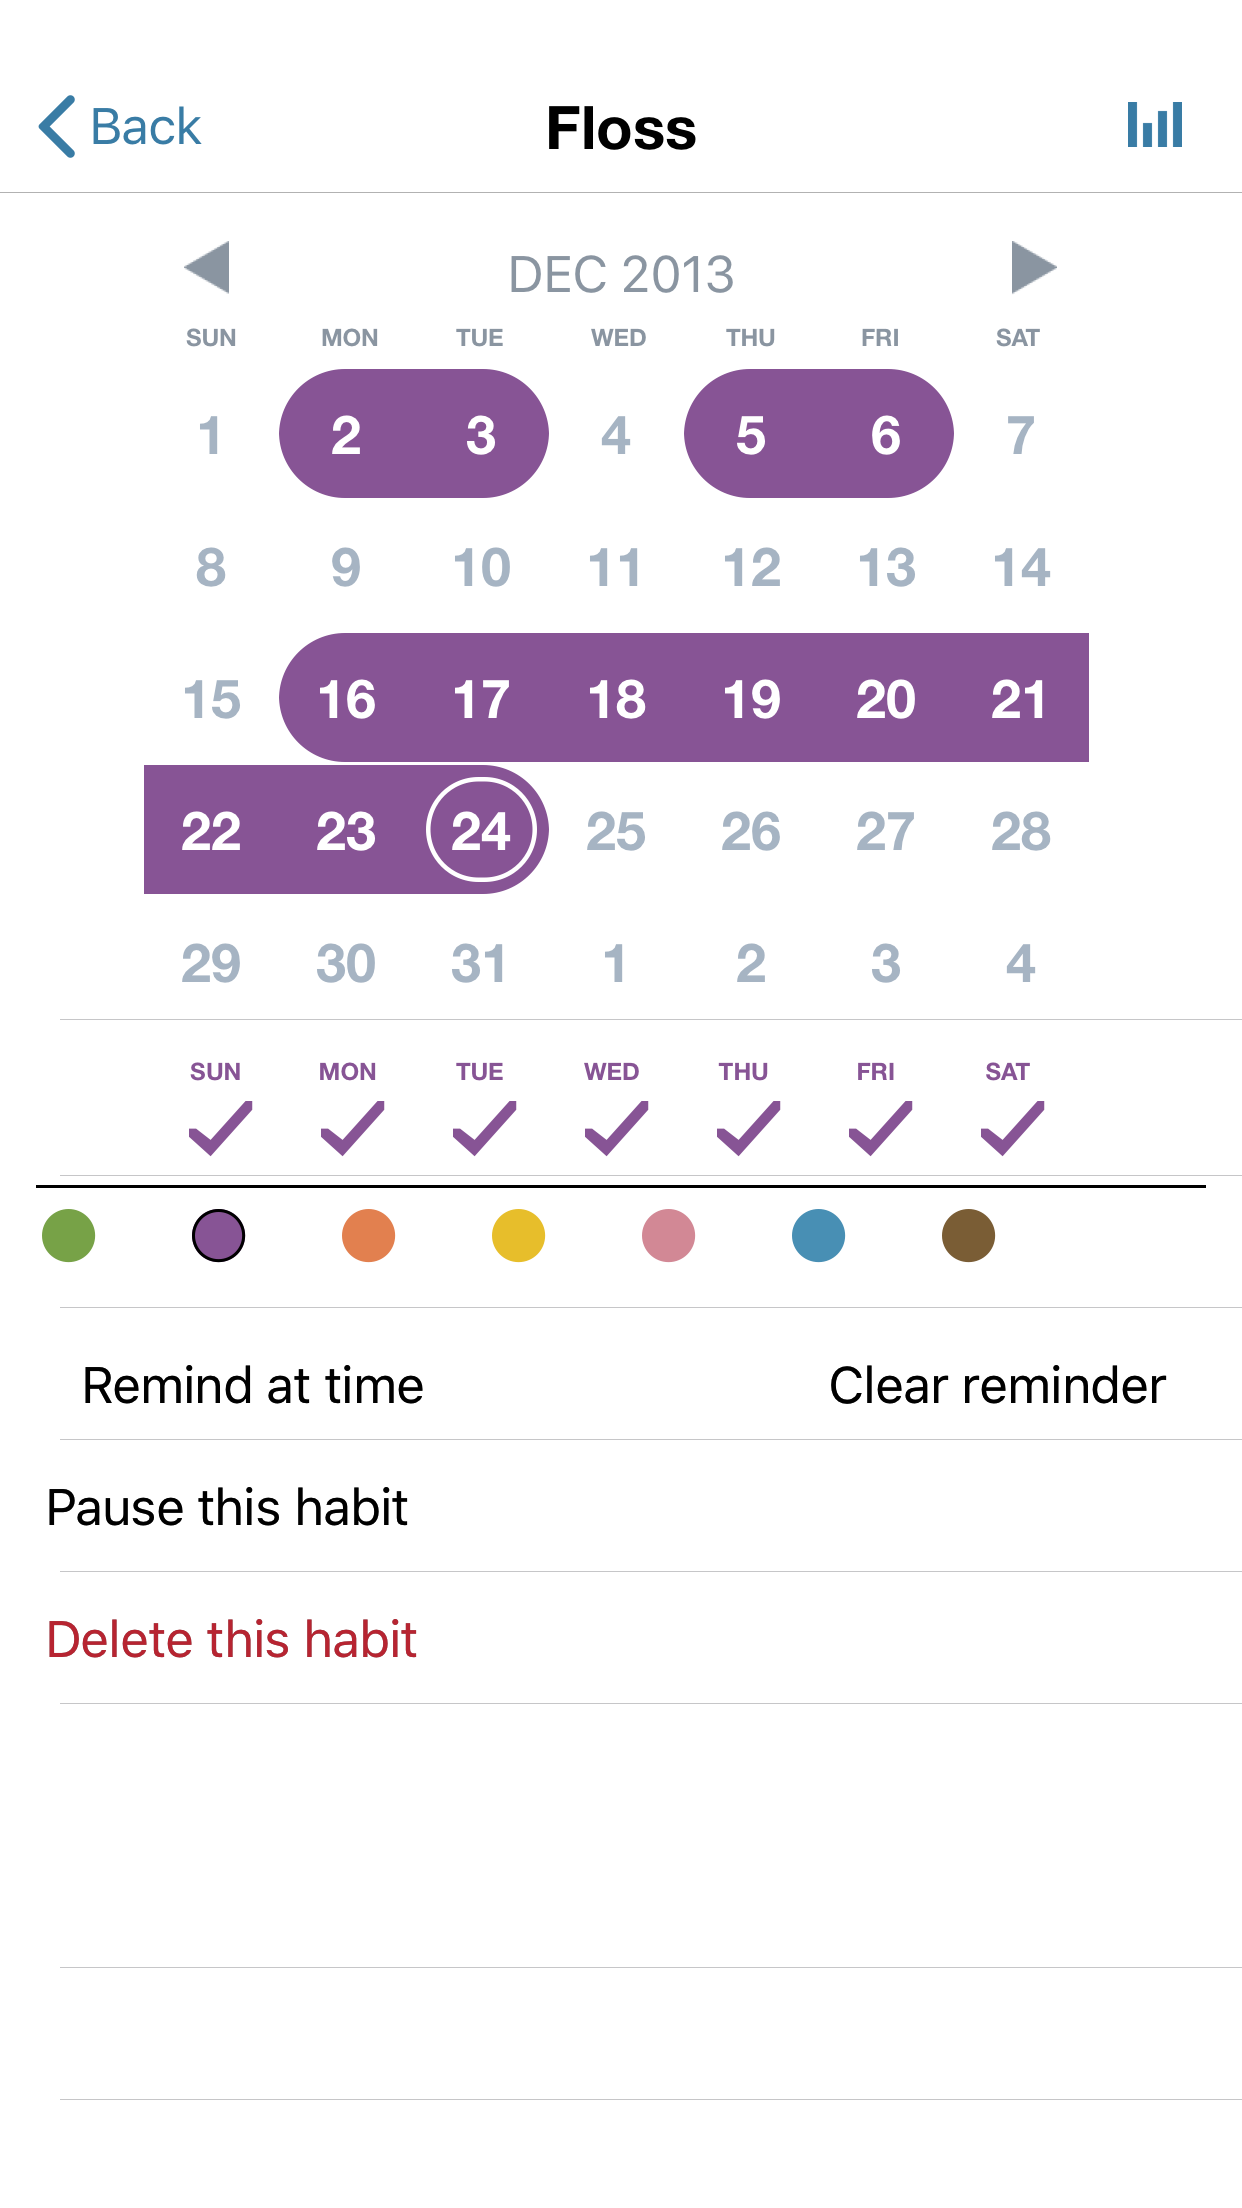 Back Floss
DEC 2013
SUN MON TUE WED THU FRI SAT
1 2 3 4 5 6 7
8 9 10 11 12 13 14
15 16 17 18 19 20 21
22 23 24 25 26 27 28
29 30 31 1 2 3 4
SUN MON TUE WED THU FRI SAT
Remind at time Clear reminder
Pause this habit
Delete this habit